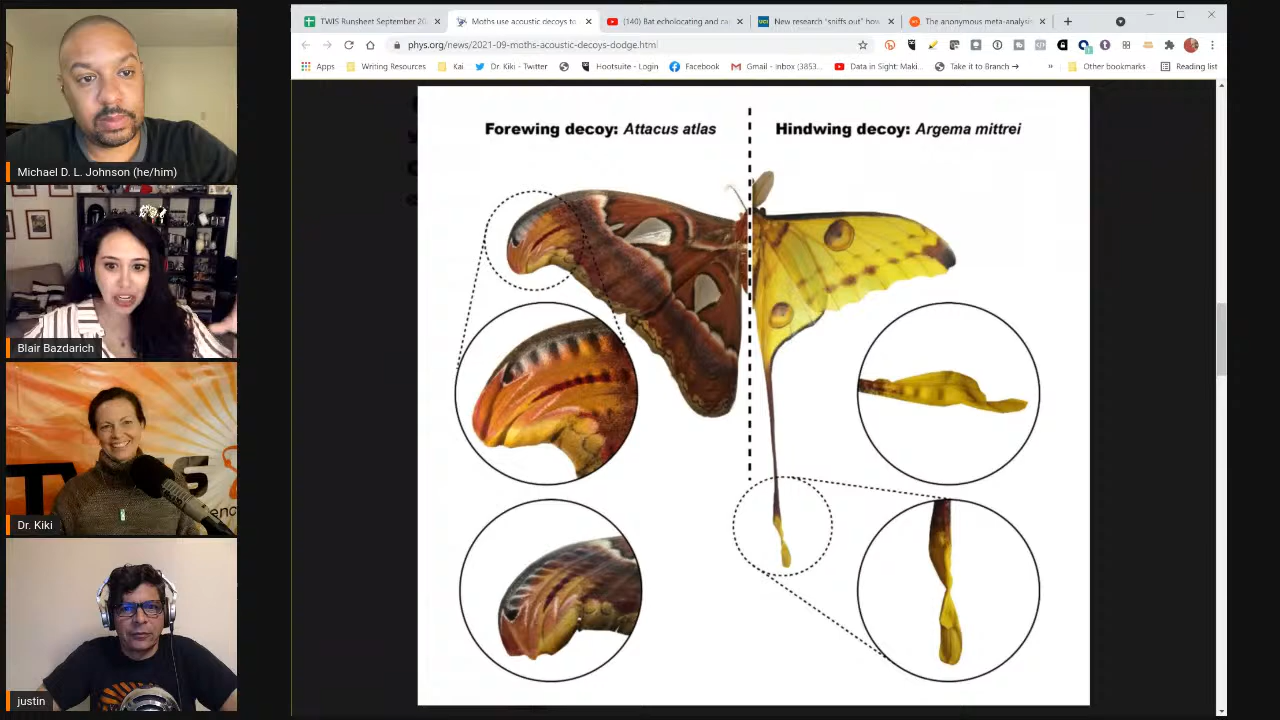 TWIS Runsheet September 20
Moths use acoustic decoys to
(140) Bat echolocating and ca
UCI
New research "sniffs out" how
The anonymous meta-analysis
phys.org/news/2021-09-moths-acoustic-decoys-dodge.html
Apps
Writing Resources
Kai...
Dr. Kiki - Twitter
Hootsuite - Login
Facebook
Gmail - Inbox (3853...
Data in Sight: Maki...
Take it to Branch →
»
Other bookmarks
Reading list
Forewing decoy: Attacus atlas
Hindwing decoy: Argema mittrei
Michael D. L. Johnson (he/him)
Blair Bazdarich
Dr. Kiki
justin